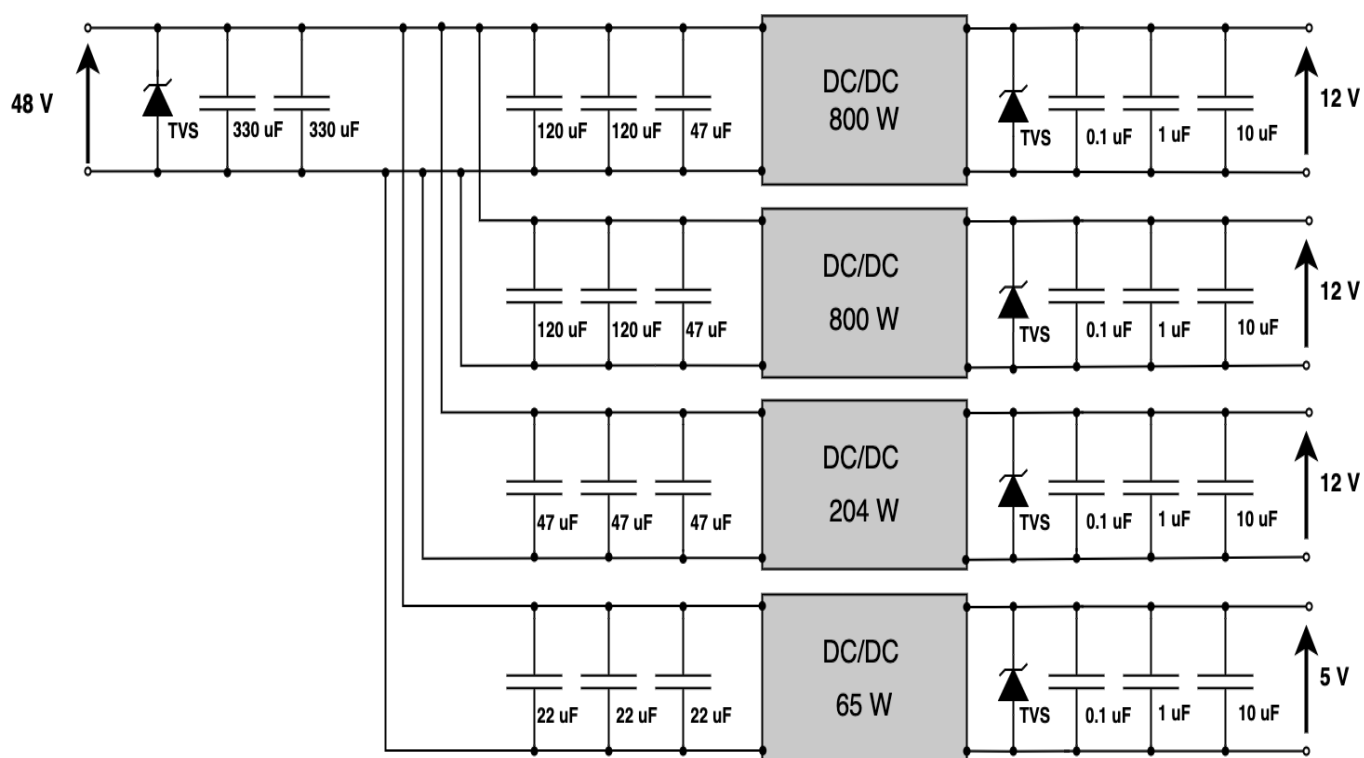 DC/DC
800 W
48 V
12 V
TVS
330 uF
330 uF
120 uF
120 uF
47 uF
TVS
0.1 uF
1 uF
10 uF
DC/DC
800 W
12 V
120 uF
120 uF
47 uF
TVS
0.1 uF
1 uF
10 uF
DC/DC
204 W
12 V
47 uF
47 uF
47 uF
TVS
0.1 uF
1 uF
10 uF
DC/DC
65 W
5 V
22 uF
22 uF
22 uF
TVS
0.1 uF
1 uF
10 uF